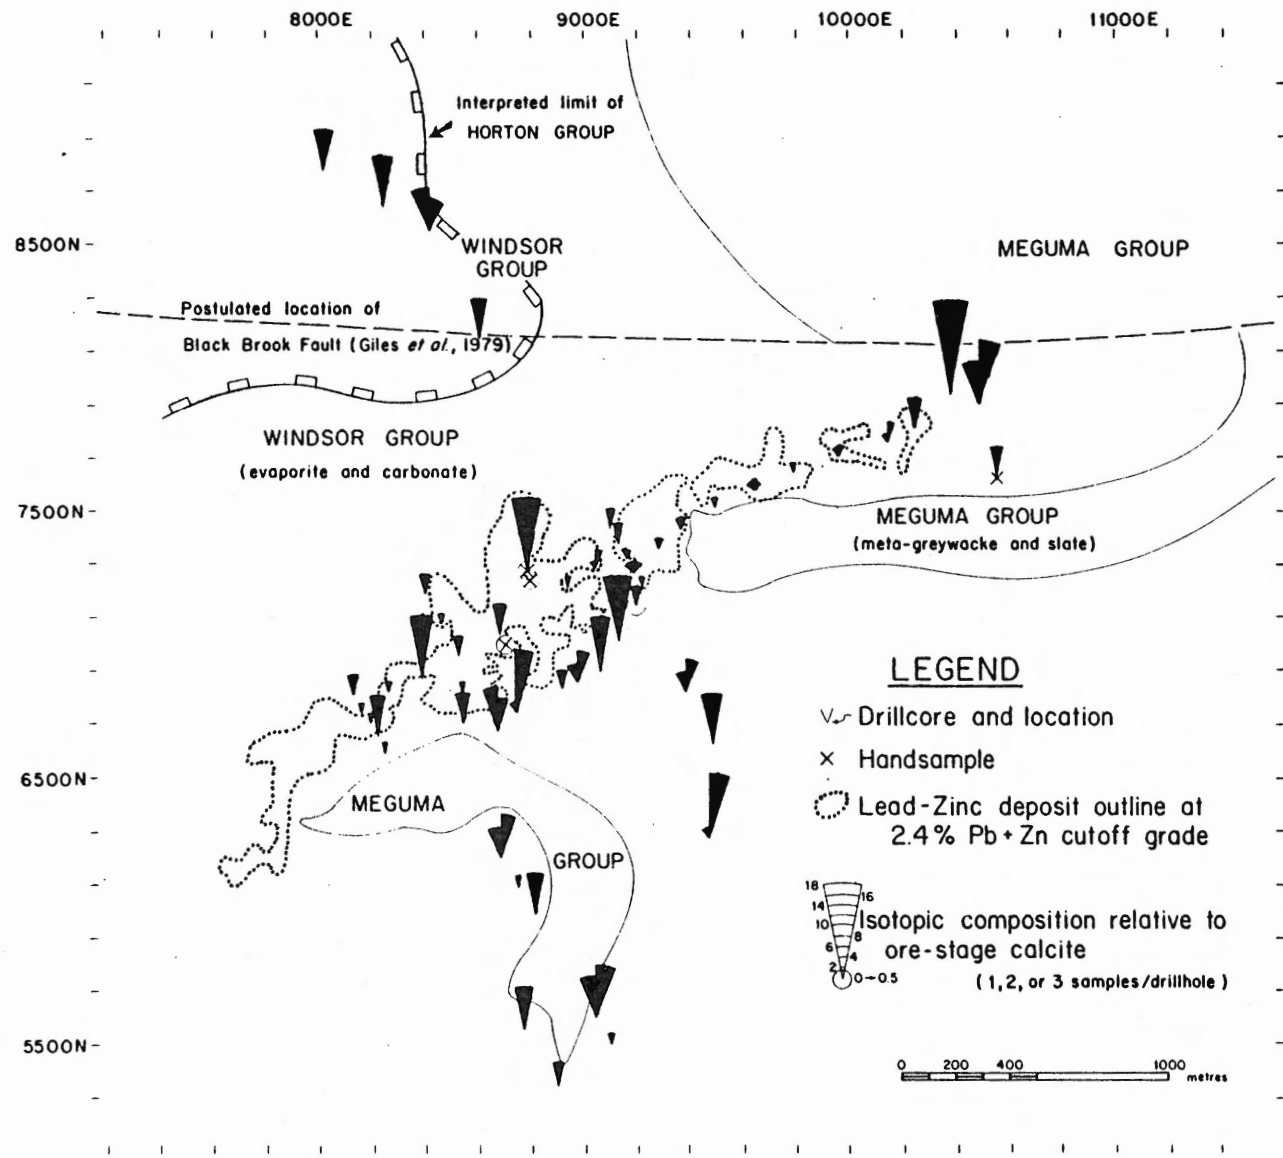 8000E 9000E 10000E 11000E
Interpreted limit of
HORTON GROUP
8500N
WINDSOR
GROUP
MEGUMA GROUP
Postulated location of
Black Brook Fault (Giles et al., 1979)
WINDSOR GROUP
(evaporite and carbonate)
7500N
MEGUMA GROUP
(meta-greywacke and slate)
LEGEND
Drillcore and location
Handsample
Lead-Zinc deposit outline at
2.4% Pb + Zn cutoff grade
6500N
MEGUMA
GROUP
18
16
14
10
8
6
4
2
0-0.5
Isotopic composition relative to
ore-stage calcite
(1, 2, or 3 samples/drillhole)
5500N
0 200 400 1000
metres